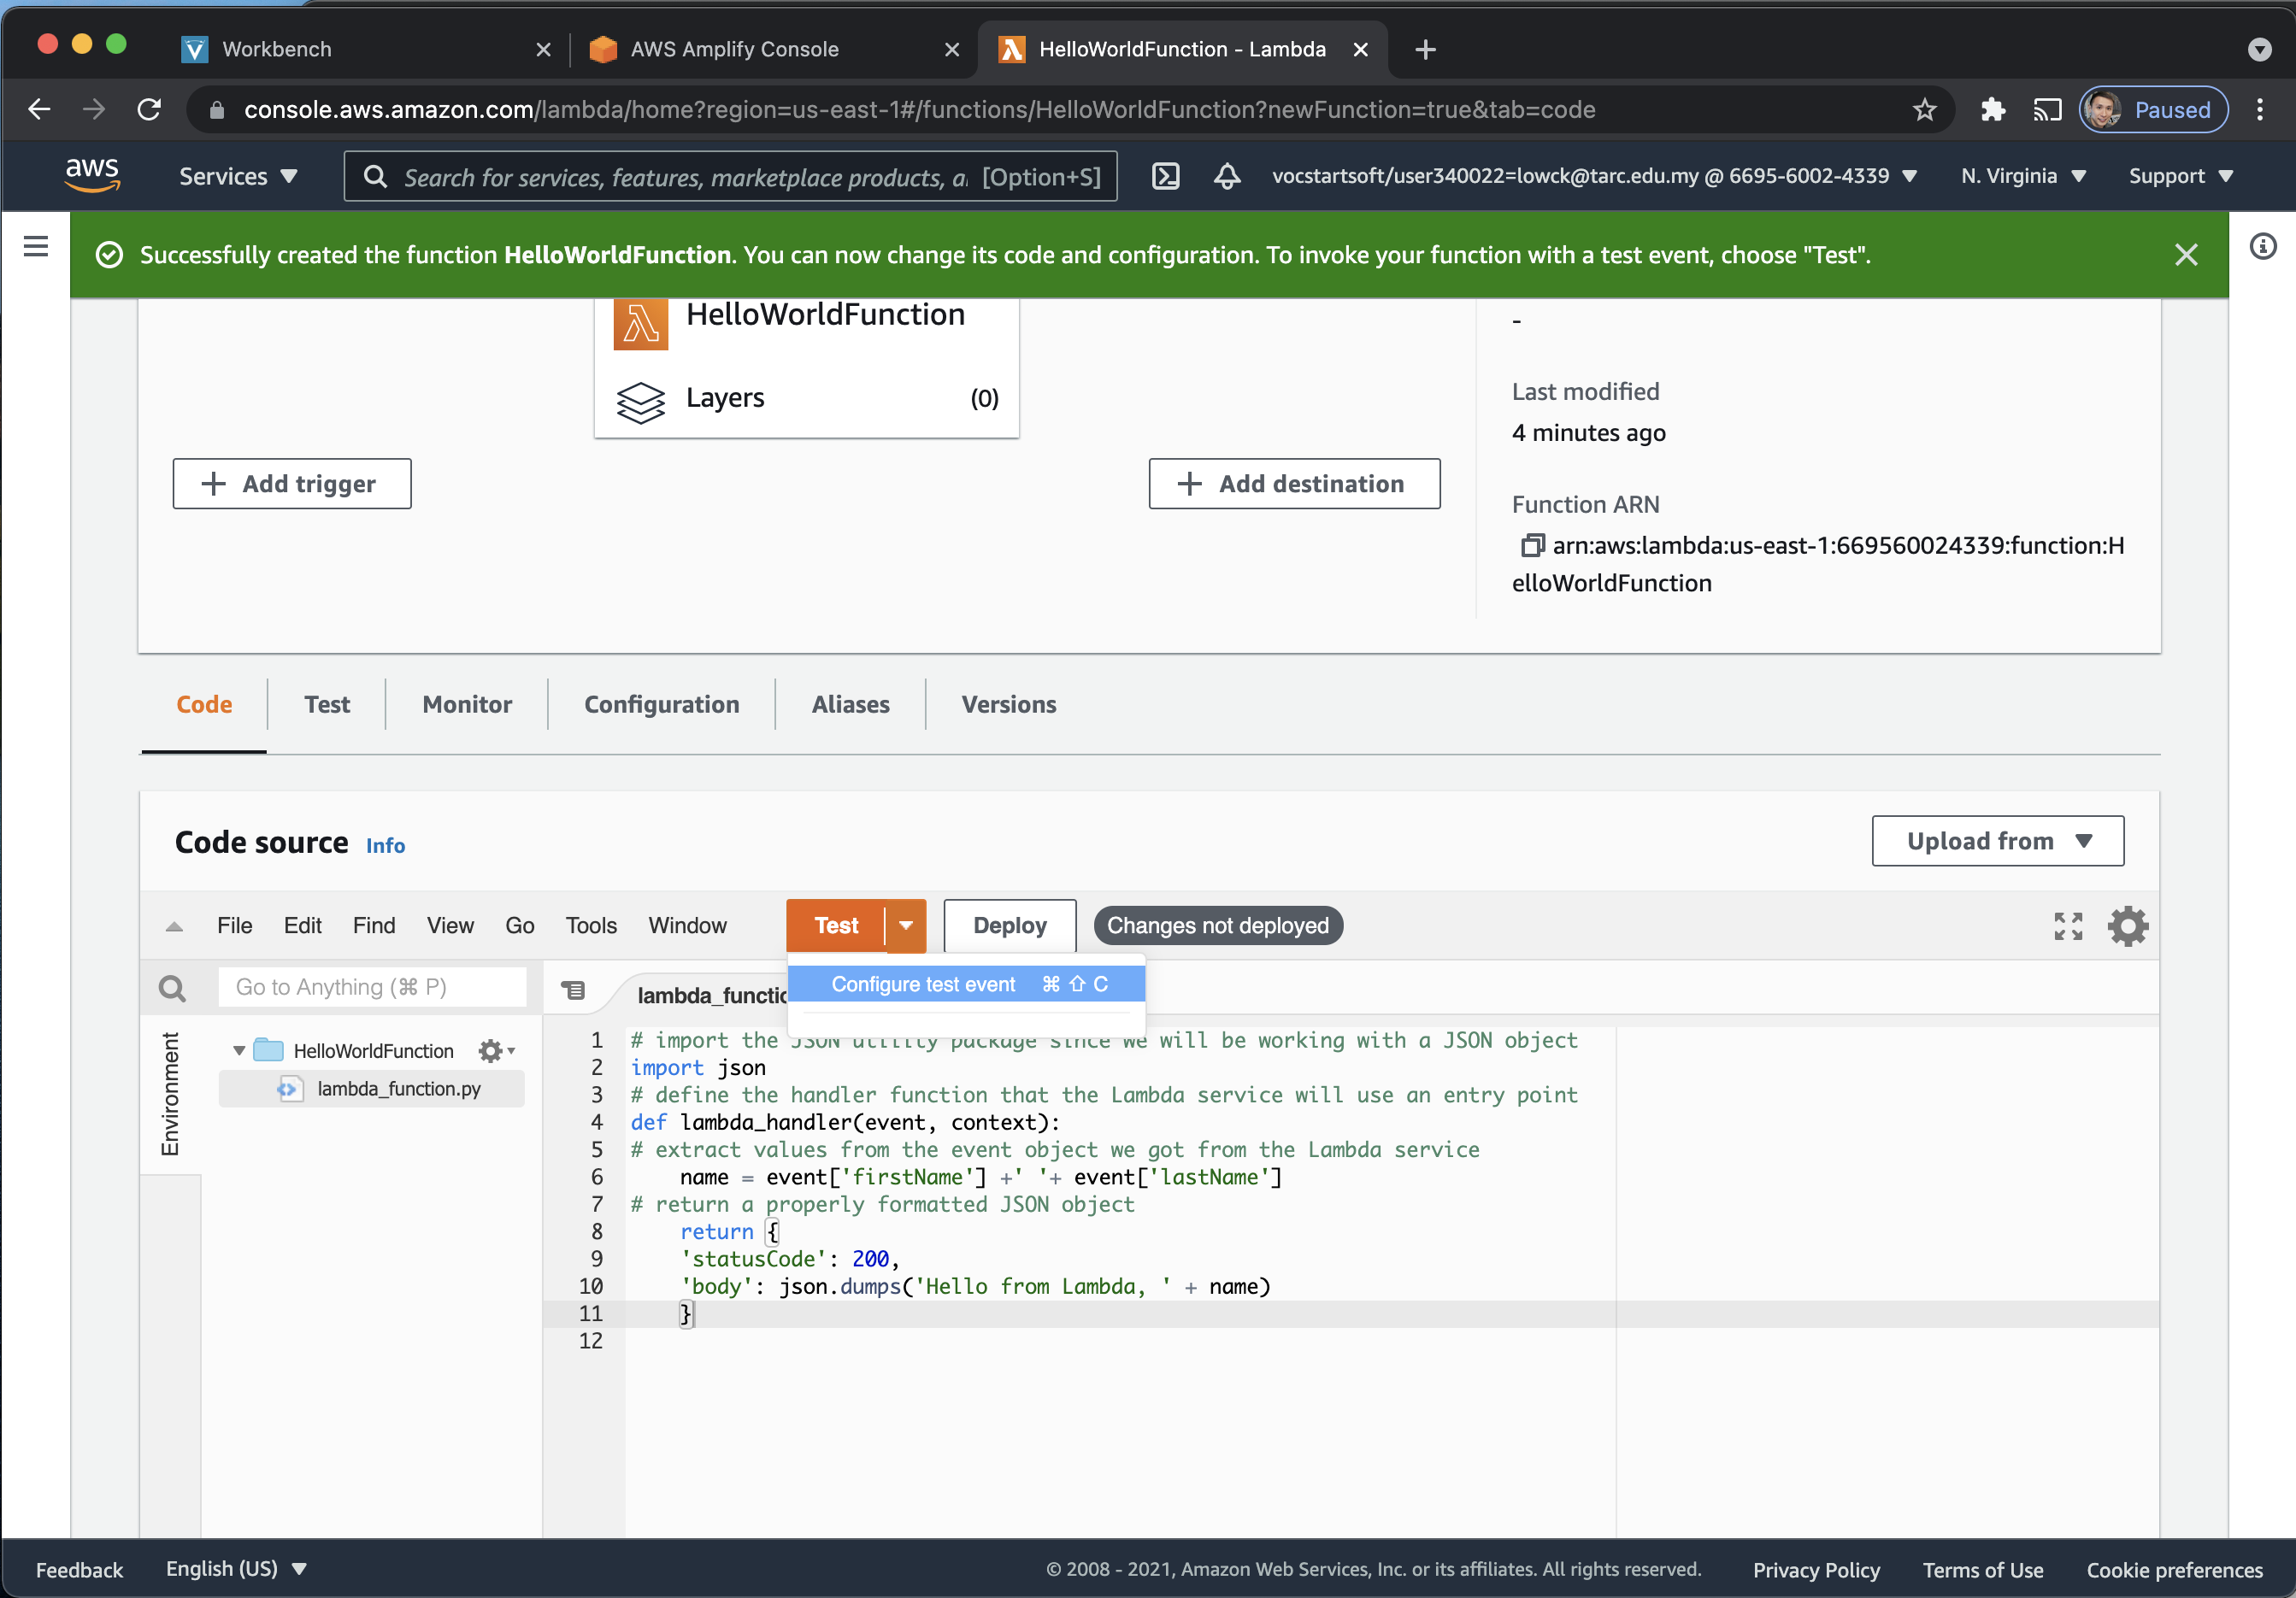 Workbench
AWS Amplify Console
HelloWorldFunction - Lambda
console.aws.amazon.com/lambda/home?region=us-east-1#/functions/HelloWorldFunction?newFunction=true&tab=code
Paused
aws
Services
Search for services, features, marketplace products, a [Option+S]
vocstartsoft/user340022=lowck@tarc.edu.my @ 6695-6002-4339
N. Virginia
Support
Successfully created the function HelloWorldFunction. You can now change its code and configuration. To invoke your function with a test event, choose "Test".
HelloWorldFunction
Layers (0)
Add trigger
Add destination
-
Last modified
4 minutes ago
Function ARN
arn:aws:lambda:us-east-1:669560024339:function:H
elloWorldFunction
Code
Test
Monitor
Configuration
Aliases
Versions
Code source Info
Upload from
File Edit Find View Go Tools Window
Test
Deploy
Changes not deployed
Configure test event ⌘ ⇧ C
Go to Anything (⌘ P)
lambda_functio
Environment
HelloWorldFunction
lambda_function.py
1 # import the JSON utility package since we will be working with a JSON object
2 import json
3 # define the handler function that the Lambda service will use an entry point
4 def lambda_handler(event, context):
5 # extract values from the event object we got from the Lambda service
6     name = event['firstName'] +' '+ event['lastName']
7 # return a properly formatted JSON object
8     return {
9     'statusCode': 200,
10     'body': json.dumps('Hello from Lambda, ' + name)
11     }
12
Feedback
English (US)
© 2008 - 2021, Amazon Web Services, Inc. or its affiliates. All rights reserved.
Privacy Policy
Terms of Use
Cookie preferences